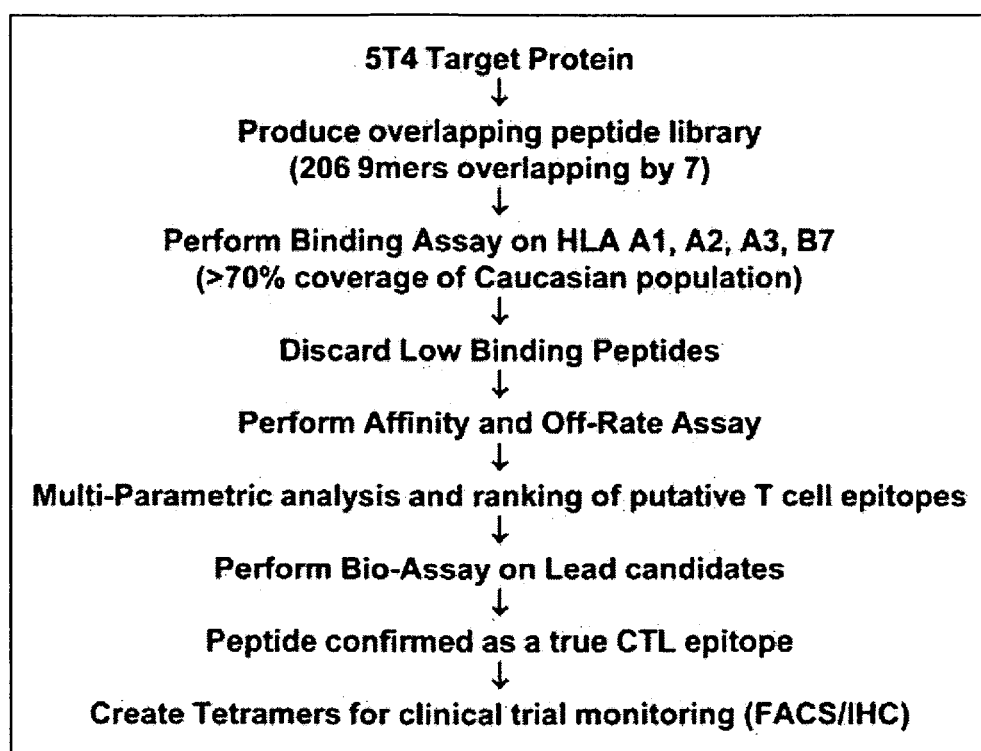 5T4 Target Protein
↓
Produce overlapping peptide library
(206 9mers overlapping by 7)
↓
Perform Binding Assay on HLA A1, A2, A3, B7
(>70% coverage of Caucasian population)
↓
Discard Low Binding Peptides
↓
Perform Affinity and Off-Rate Assay
↓
Multi-Parametric analysis and ranking of putative T cell epitopes
↓
Perform Bio-Assay on Lead candidates
↓
Peptide confirmed as a true CTL epitope
↓
Create Tetramers for clinical trial monitoring (FACS/IHC)